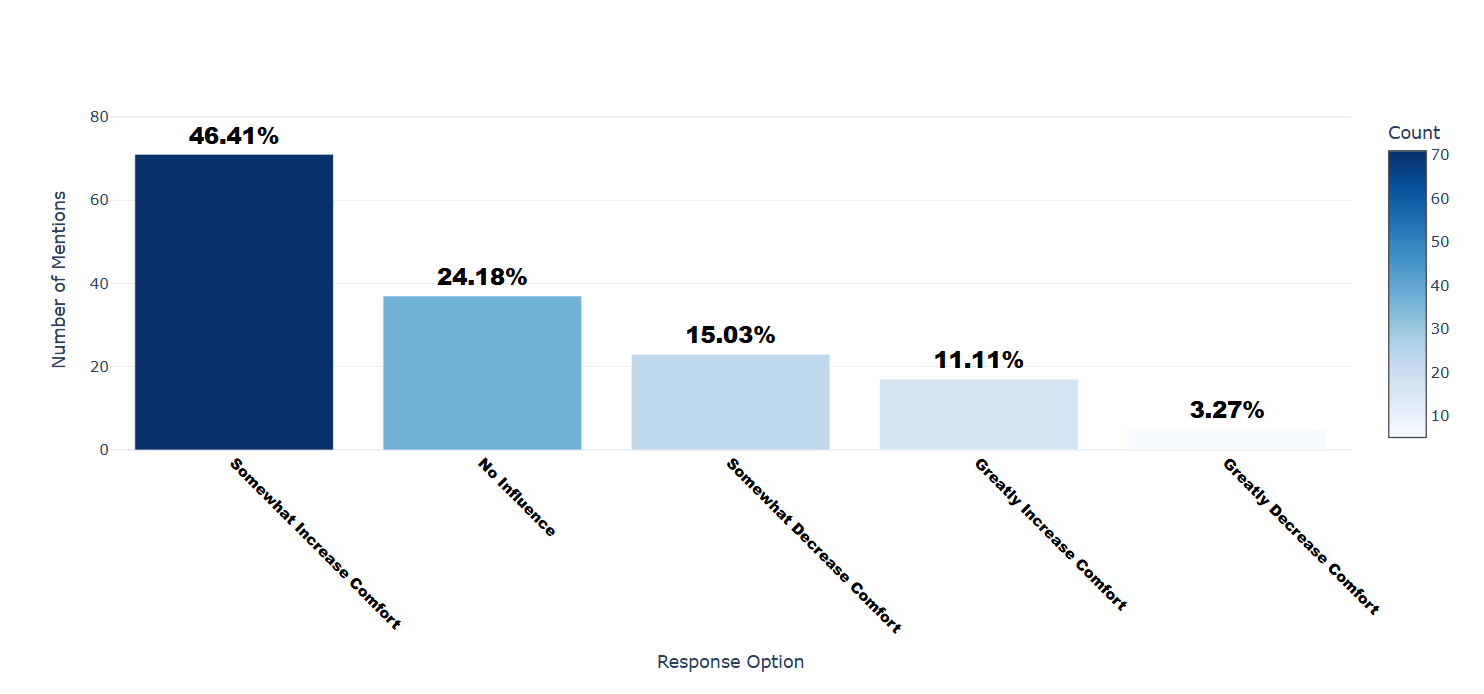 Number of Mentions
80
60
40
20
0
46.41%
24.18%
15.03%
11.11%
3.27%
Somewhat Increase Comfort
No Influence
Somewhat Decrease Comfort
Greatly Increase Comfort
Greatly Decrease Comfort
Response Option
Count
70
60
50
40
30
20
10